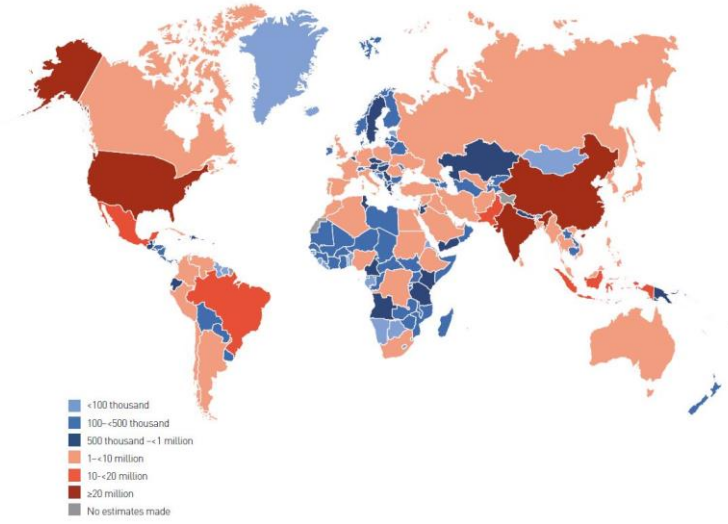 <100 thousand
100-<500 thousand
500 thousand -<1 million
1-<10 million
10-<20 million
≥20 million
No estimates made